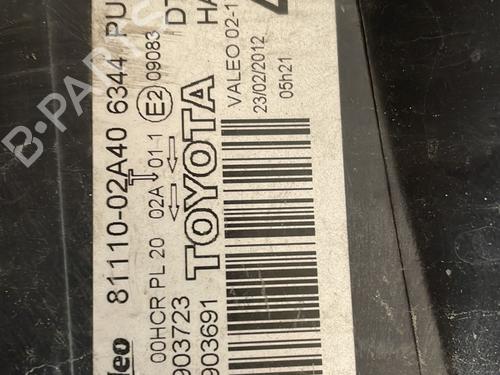 leo 81110-02A40 6344 PU
00HCR PL 20 02A 01-1 E2 09083
903723
903691 TOYOTA
VALEO 02-1
23/02/2012
05h21
B-PARTS